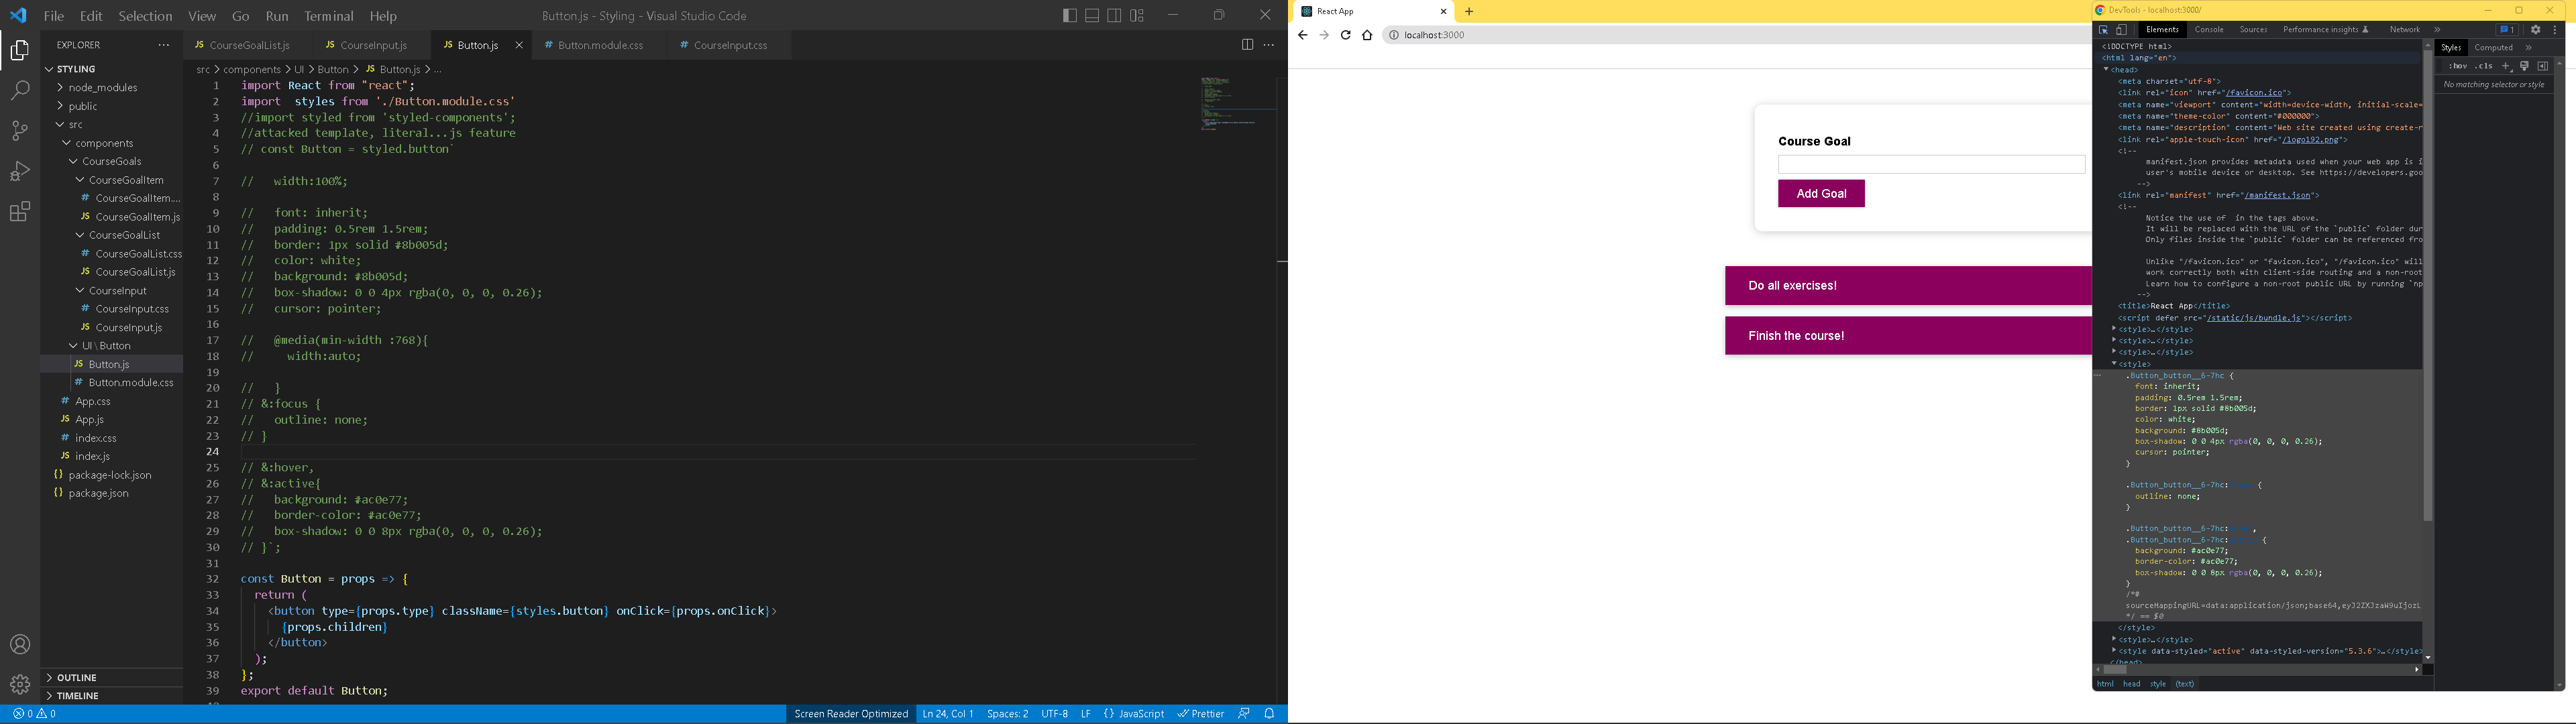 File Edit Selection View Go Run Terminal Help
Button.js - Styling - Visual Studio Code
EXPLORER
STYLING
node_modules
public
src
components
CourseGoals
CourseGoalItem
CourseGoalItem....
CourseGoalItem.js
CourseGoalList
CourseGoalList.css
CourseGoalList.js
CourseInput
CourseInput.css
CourseInput.js
UI \ Button
Button.js
Button.module.css
App.css
App.js
index.css
index.js
package-lock.json
package.json
OUTLINE
TIMELINE
CourseGoalList.js CourseInput.js Button.js Button.module.css CourseInput.css
src > components > UI > Button > JS Button.js > ...
1 import React from "react";
2 import  styles from './Button.module.css'
3 //import styled from 'styled-components';
4 //attacked template, literal...js feature
5 // const Button = styled.button`
6
7 //   width:100%;
8
9 //   font: inherit;
10 //   padding: 0.5rem 1.5rem;
11 //   border: 1px solid #8b005d;
12 //   color: white;
13 //   background: #8b005d;
14 //   box-shadow: 0 0 4px rgba(0, 0, 0, 0.26);
15 //   cursor: pointer;
16
17 //   @media(min-width :768){
18 //     width:auto;
19
20 //   }
21 // &:focus {
22 //   outline: none;
23 // }
24
25 // &:hover,
26 // &:active{
27 //   background: #ac0e77;
28 //   border-color: #ac0e77;
29 //   box-shadow: 0 0 8px rgba(0, 0, 0, 0.26);
30 // }`;
31
32 const Button = props => {
33   return (
34     <button type={props.type} className={styles.button} onClick={props.onClick}>
35       {props.children}
36     </button>
37   );
38 };
39 export default Button;
0 0
Screen Reader Optimized Ln 24, Col 1 Spaces: 2 UTF-8 LF {} JavaScript Prettier
React App
localhost:3000
Course Goal
Add Goal
Do all exercises!
Finish the course!
DevTools - localhost:3000/
Elements Console Sources Performance insights Network » 1
<!DOCTYPE html>
<html lang="en">
<head>
<meta charset="utf-8">
<link rel="icon" href="/favicon.ico">
<meta name="viewport" content="width=device-width, initial-scale=
<meta name="theme-color" content="#000000">
<meta name="description" content="Web site created using create-r
<link rel="apple-touch-icon" href="/logo192.png">
<!--
manifest.json provides metadata used when your web app is i
user's mobile device or desktop. See https://developers.goo
-->
<link rel="manifest" href="/manifest.json">
<!--
Notice the use of  in the tags above.
It will be replaced with the URL of the `public` folder dur
Only files inside the `public` folder can be referenced fro
Unlike "/favicon.ico" or "favicon.ico", "/favicon.ico" will
work correctly both with client-side routing and a non-root
Learn how to configure a non-root public URL by running `np
-->
<title>React App</title>
<script defer src="/static/js/bundle.js"></script>
<style>…</style>
<style>…</style>
<style>…</style>
<style>
.Button_button__6-7hc {
font: inherit;
padding: 0.5rem 1.5rem;
border: 1px solid #8b005d;
color: white;
background: #8b005d;
box-shadow: 0 0 4px rgba(0, 0, 0, 0.26);
cursor: pointer;
}
.Button_button__6-7hc: {
outline: none;
}
.Button_button__6-7hc: ,
.Button_button__6-7hc: {
background: #ac0e77;
border-color: #ac0e77;
box-shadow: 0 0 8px rgba(0, 0, 0, 0.26);
}
/*#
sourceMappingURL=data:application/json;base64,eyJ2ZXJzaW9uIjozL
*/ == $0
</style>
<style>…</style>
<style data-styled="active" data-styled-version="5.3.6">…</style>
</head>
html head style (text)
Styles Computed »
:hov .cls +
No matching selector or style